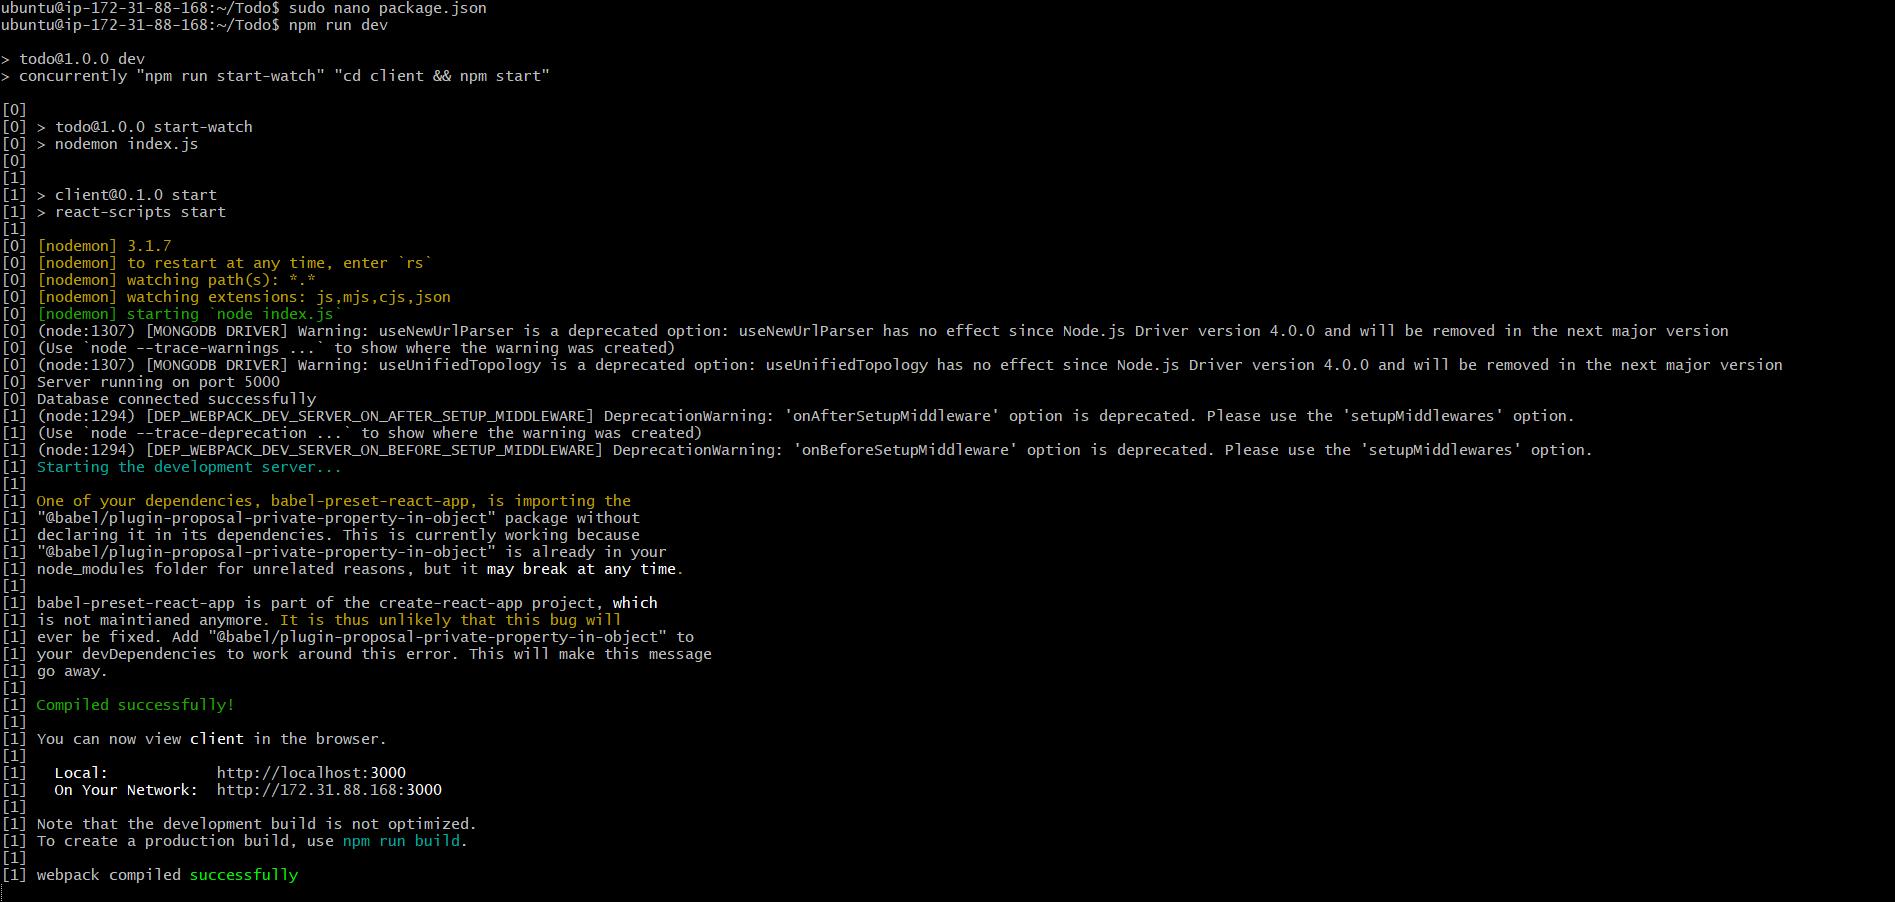 ubuntu@ip-172-31-88-168:~/Todo$ sudo nano package.json
ubuntu@ip-172-31-88-168:~/Todo$ npm run dev
> todo@1.0.0 dev
> concurrently "npm run start-watch" "cd client && npm start"
[0]
[0] > todo@1.0.0 start-watch
[0] > nodemon index.js
[0]
[1]
[1] > client@0.1.0 start
[1] > react-scripts start
[1]
[0] [nodemon] 3.1.7
[0] [nodemon] to restart at any time, enter `rs`
[0] [nodemon] watching path(s): *.*
[0] [nodemon] watching extensions: js,mjs,cjs,json
[0] [nodemon] starting `node index.js`
[0] (node:1307) [MONGODB DRIVER] Warning: useNewUrlParser is a deprecated option: useNewUrlParser has no effect since Node.js Driver version 4.0.0 and will be removed in the next major version
[0] (Use `node --trace-warnings ...` to show where the warning was created)
[0] (node:1307) [MONGODB DRIVER] Warning: useUnifiedTopology is a deprecated option: useUnifiedTopology has no effect since Node.js Driver version 4.0.0 and will be removed in the next major version
[0] Server running on port 5000
[0] Database connected successfully
[1] (node:1294) [DEP_WEBPACK_DEV_SERVER_ON_AFTER_SETUP_MIDDLEWARE] DeprecationWarning: 'onAfterSetupMiddleware' option is deprecated. Please use the 'setupMiddlewares' option.
[1] (Use `node --trace-deprecation ...` to show where the warning was created)
[1] (node:1294) [DEP_WEBPACK_DEV_SERVER_ON_BEFORE_SETUP_MIDDLEWARE] DeprecationWarning: 'onBeforeSetupMiddleware' option is deprecated. Please use the 'setupMiddlewares' option.
[1] Starting the development server...
[1]
[1] One of your dependencies, babel-preset-react-app, is importing the
[1] "@babel/plugin-proposal-private-property-in-object" package without
[1] declaring it in its dependencies. This is currently working because
[1] "@babel/plugin-proposal-private-property-in-object" is already in your
[1] node_modules folder for unrelated reasons, but it may break at any time.
[1]
[1] babel-preset-react-app is part of the create-react-app project, which
[1] is not maintianed anymore. It is thus unlikely that this bug will
[1] ever be fixed. Add "@babel/plugin-proposal-private-property-in-object" to
[1] your devDependencies to work around this error. This will make this message
[1] go away.
[1]
[1] Compiled successfully!
[1]
[1] You can now view client in the browser.
[1]
[1]   Local:            http://localhost:3000
[1]   On Your Network:  http://172.31.88.168:3000
[1]
[1] Note that the development build is not optimized.
[1] To create a production build, use npm run build.
[1]
[1] webpack compiled successfully